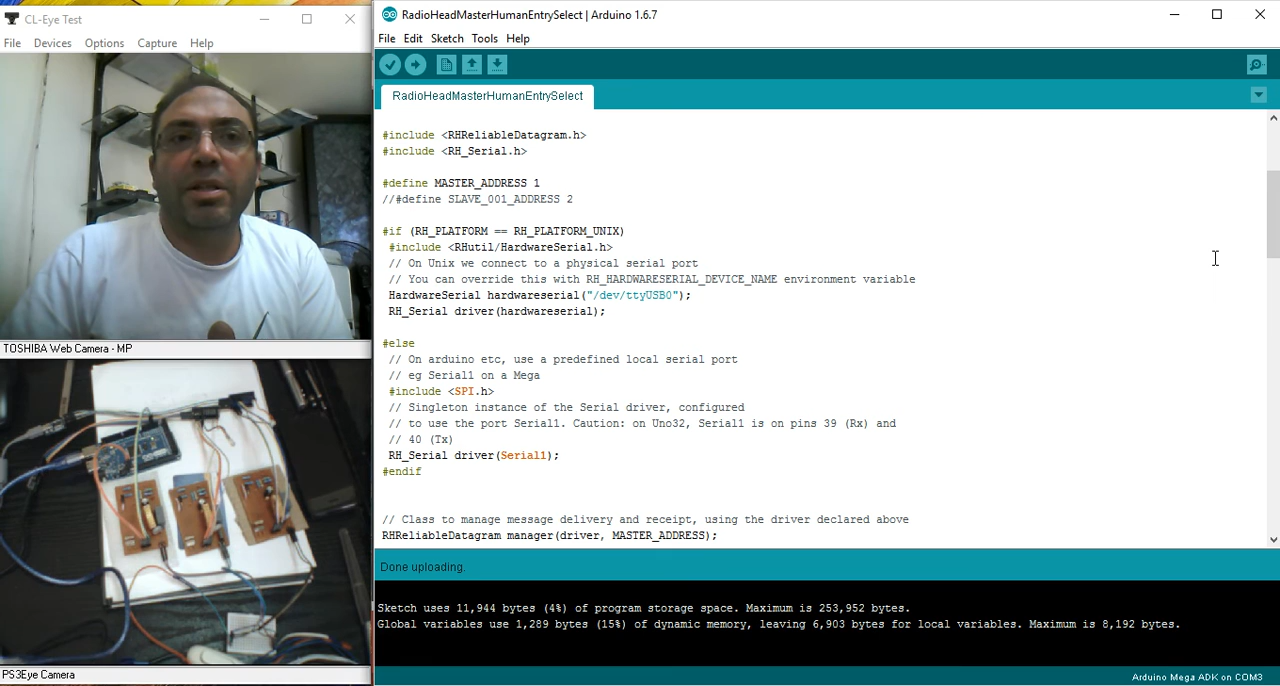 CL-Eye Test
File Devices Options Capture Help
TOSHIBA Web Camera - MP
PS3Eye Camera
RadioHeadMasterHumanEntrySelect | Arduino 1.6.7
File Edit Sketch Tools Help
RadioHeadMasterHumanEntrySelect
#include <RHReliableDatagram.h>
#include <RH_Serial.h>
#define MASTER_ADDRESS 1
//#define SLAVE_001_ADDRESS 2
#if (RH_PLATFORM == RH_PLATFORM_UNIX)
#include <RHutil/HardwareSerial.h>
// On Unix we connect to a physical serial port
// You can override this with RH_HARDWARESERIAL_DEVICE_NAME environment variable
HardwareSerial hardwareserial("/dev/ttyUSB0");
RH_Serial driver(hardwareserial);
#else
// On arduino etc, use a predefined local serial port
// eg Serial1 on a Mega
#include <SPI.h>
// Singleton instance of the Serial driver, configured
// to use the port Serial1. Caution: on Uno32, Serial1 is on pins 39 (Rx) and
// 40 (Tx)
RH_Serial driver(Serial1);
#endif
// Class to manage message delivery and receipt, using the driver declared above
RHReliableDatagram manager(driver, MASTER_ADDRESS);
Done uploading.
Sketch uses 11,944 bytes (4%) of program storage space. Maximum is 253,952 bytes.
Global variables use 1,289 bytes (15%) of dynamic memory, leaving 6,903 bytes for local variables. Maximum is 8,192 bytes.
Arduino Mega ADK on COM3